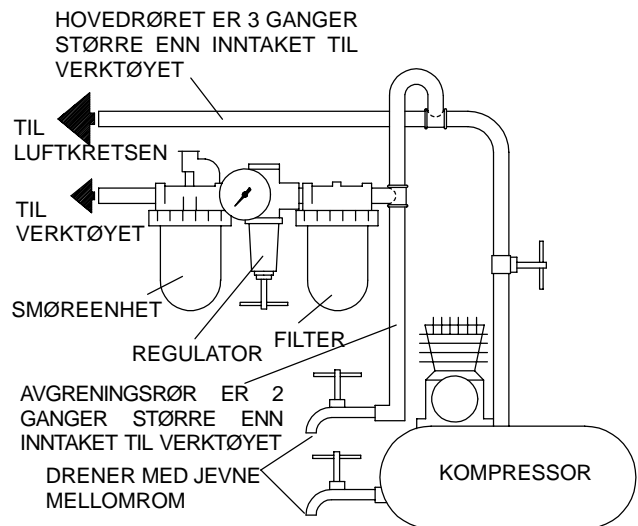 HOVEDRØRET ER 3 GANGER
STØRRE ENN INNTAKET TIL
VERKTØYET
TIL
LUFTKRETSEN
TIL
VERKTØYET
SMØREENHET
REGULATOR
FILTER
AVGRENINGSRØR ER 2
GANGER STØRRE ENN
INNTAKET TIL VERKTØYET
DRENER MED JEVNE
MELLOMROM
KOMPRESSOR